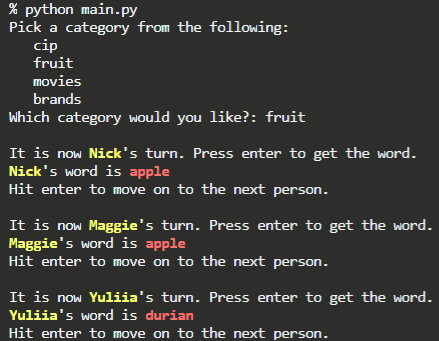 % python main.py
Pick a category from the following:
cip
fruit
movies
brands
Which category would you like?: fruit
It is now Nick's turn. Press enter to get the word.
Nick's word is apple
Hit enter to move on to the next person.
It is now Maggie's turn. Press enter to get the word.
Maggie's word is apple
Hit enter to move on to the next person.
It is now Yuliia's turn. Press enter to get the word.
Yuliia's word is durian
Hit enter to move on to the next person.